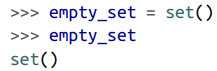 >>> empty_set = set()
>>> empty_set
set()